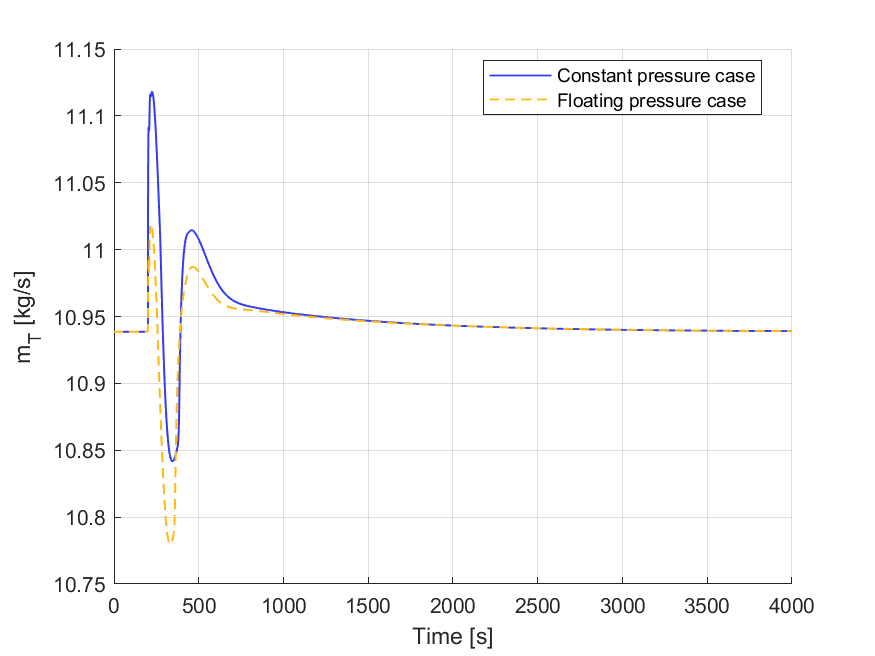 11.15
11.1
11.05
11
10.95
10.9
10.85
10.8
10.75
m_T [kg/s]
Constant pressure case
Floating pressure case
0 500 1000 1500 2000 2500 3000 3500 4000
Time [s]